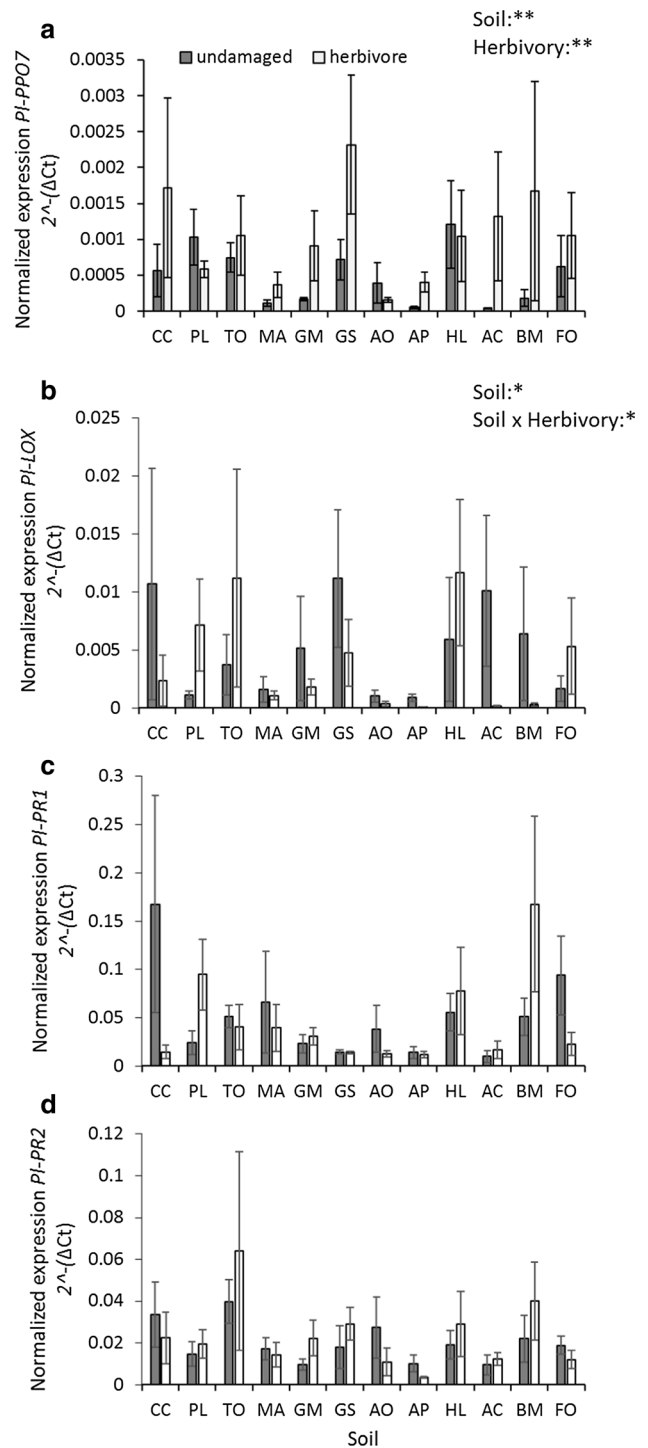 a
Soil:**
Herbivory:**
undamaged herbivore
Normalized expression Pl-PPO7
2^-(ΔCt)
0.0035
0.003
0.0025
0.002
0.0015
0.001
0.0005
0
CC PL TO MA GM GS AO AP HL AC BM FO
b
Soil:*
Soil x Herbivory:*
Normalized expression Pl-LOX
2^-(ΔCt)
0.025
0.02
0.015
0.01
0.005
0
CC PL TO MA GM GS AO AP HL AC BM FO
c
Normalized expression Pl-PR1
2^-(ΔCt)
0.3
0.25
0.2
0.15
0.1
0.05
0
CC PL TO MA GM GS AO AP HL AC BM FO
d
Normalized expression Pl-PR2
2^-(ΔCt)
0.12
0.1
0.08
0.06
0.04
0.02
0
CC PL TO MA GM GS AO AP HL AC BM FO
Soil